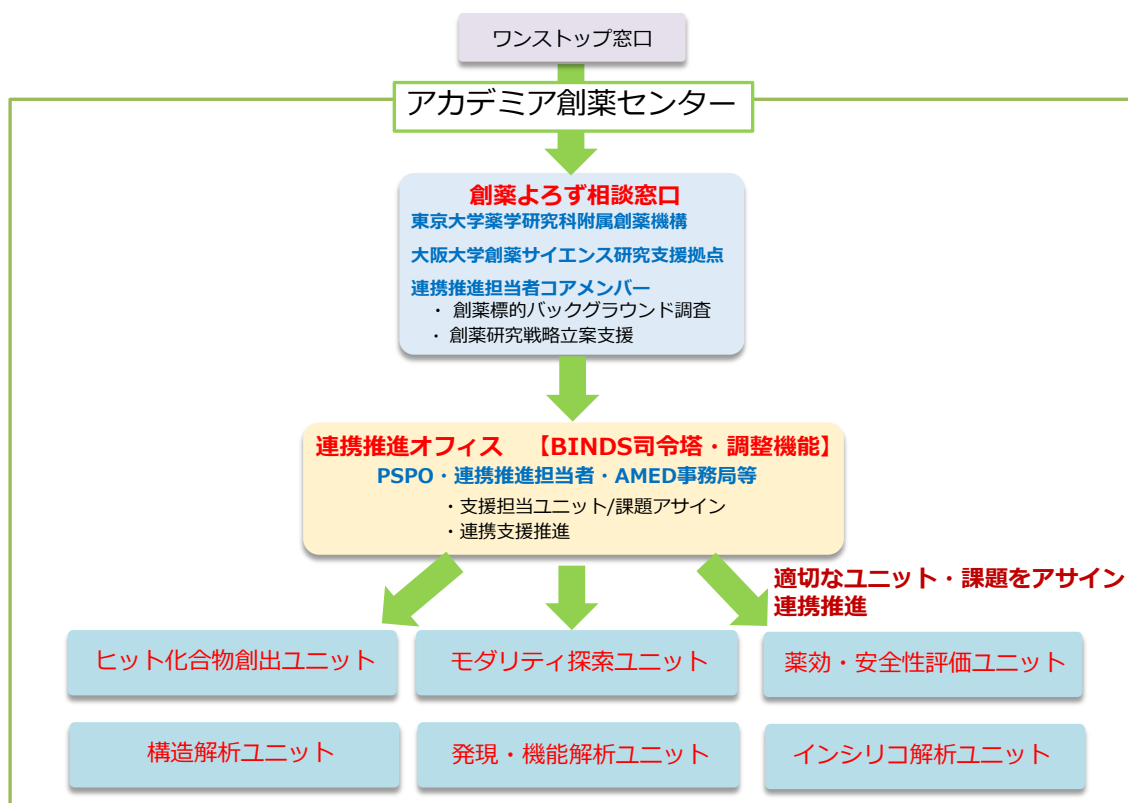 ワンストップ窓口
アカデミア創薬センター
創薬よろず相談窓口
東京大学薬学研究科附属創薬機構
大阪大学創薬サイエンス研究支援拠点
連携推進担当者コアメンバー
・ 創薬標的バックグラウンド調査
・ 創薬研究戦略立案支援
連携推進オフィス　【BINDS司令塔・調整機能】
PSPO・連携推進担当者・AMED事務局等
・支援担当ユニット/課題アサイン
・連携支援推進
適切なユニット・課題をアサイン
連携推進
ヒット化合物創出ユニット
モダリティ探索ユニット
薬効・安全性評価ユニット
構造解析ユニット
発現・機能解析ユニット
インシリコ解析ユニット